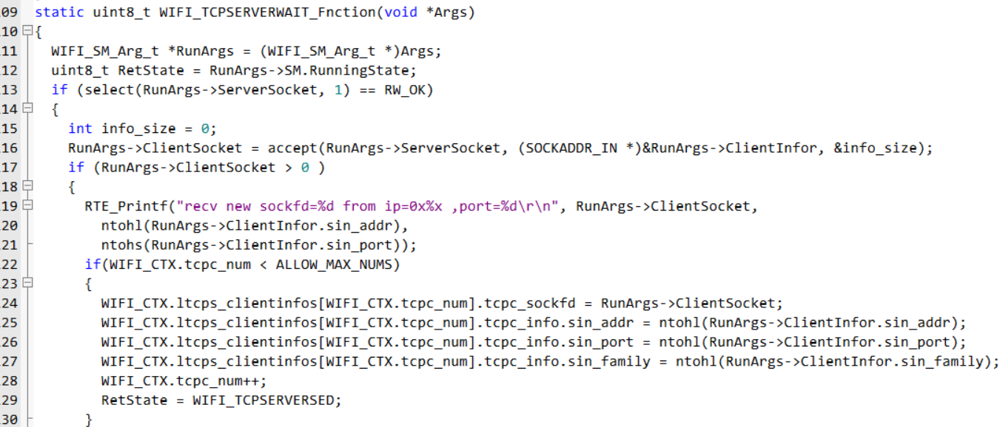 09 static uint8_t WIFI_TCPSERVERWAIT_Fnction(void *Args)
10 {
11 WIFI_SM_Arg_t *RunArgs = (WIFI_SM_Arg_t *)Args;
12 uint8_t RetState = RunArgs->SM.RunningState;
13 if (select(RunArgs->ServerSocket, 1) == RW_OK)
14 {
15 int info_size = 0;
16 RunArgs->ClientSocket = accept(RunArgs->ServerSocket, (SOCKADDR_IN *)&RunArgs->ClientInfor, &info_size);
17 if (RunArgs->ClientSocket > 0 )
18 {
19 RTE_Printf("recv new sockfd=%d from ip=0x%x ,port=%d\r\n", RunArgs->ClientSocket,
20 ntohl(RunArgs->ClientInfor.sin_addr),
21 ntohs(RunArgs->ClientInfor.sin_port));
22 if(WIFI_CTX.tcpc_num < ALLOW_MAX_NUMS)
23 {
24 WIFI_CTX.ltcps_clientinfos[WIFI_CTX.tcpc_num].tcpc_sockfd = RunArgs->ClientSocket;
25 WIFI_CTX.ltcps_clientinfos[WIFI_CTX.tcpc_num].tcpc_info.sin_addr = ntohl(RunArgs->ClientInfor.sin_addr);
26 WIFI_CTX.ltcps_clientinfos[WIFI_CTX.tcpc_num].tcpc_info.sin_port = ntohl(RunArgs->ClientInfor.sin_port);
27 WIFI_CTX.ltcps_clientinfos[WIFI_CTX.tcpc_num].tcpc_info.sin_family = ntohl(RunArgs->ClientInfor.sin_family);
28 WIFI_CTX.tcpc_num++;
29 RetState = WIFI_TCPSERVERSED;
30 }